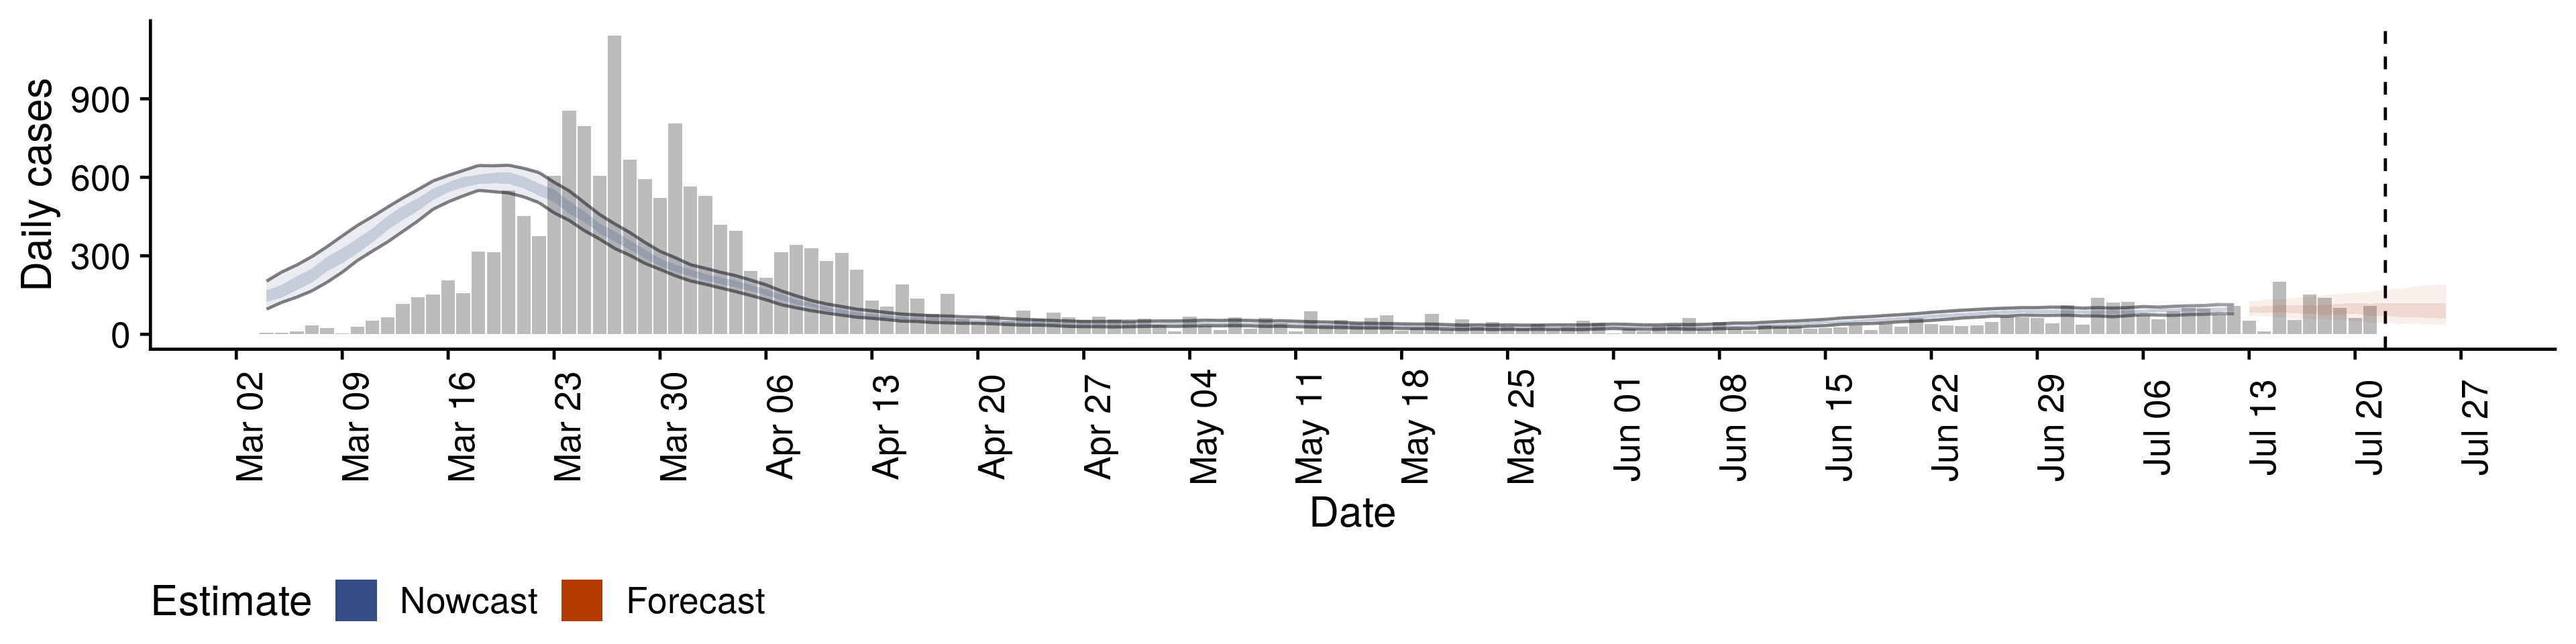 Daily cases
900
600
300
0
Mar 02
Mar 09
Mar 16
Mar 23
Mar 30
Apr 06
Apr 13
Apr 20
Apr 27
May 04
May 11
May 18
May 25
Jun 01
Jun 08
Jun 15
Jun 22
Jun 29
Jul 06
Jul 13
Jul 20
Jul 27
Date
Estimate Nowcast Forecast